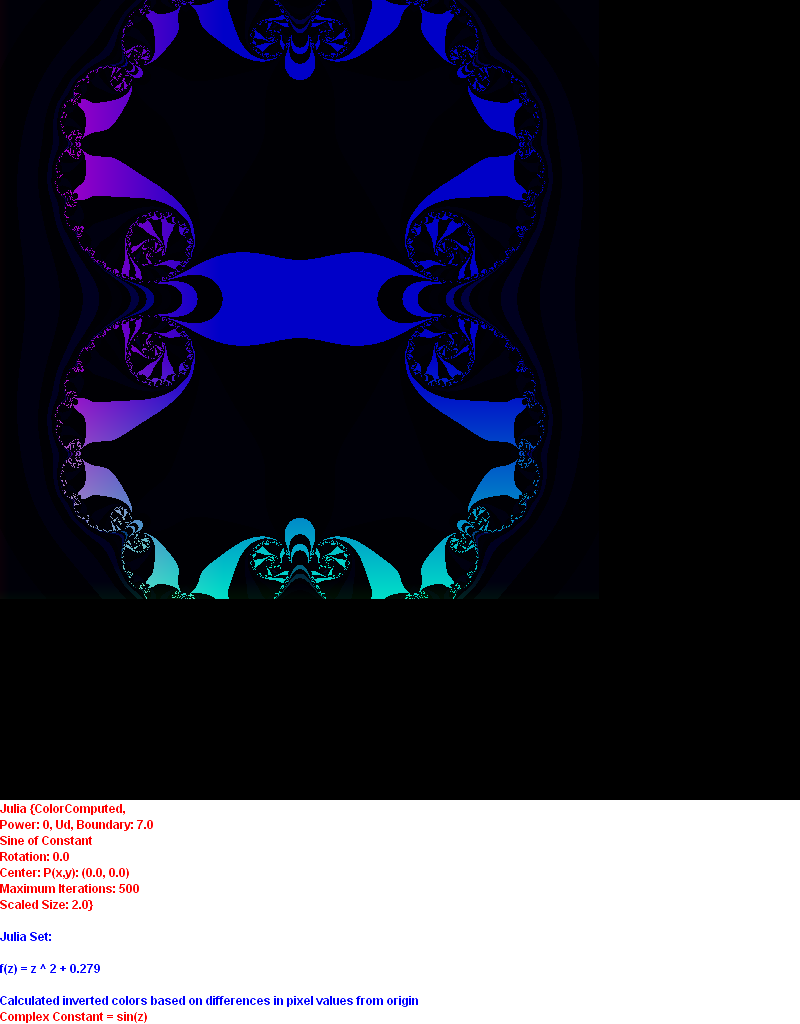 Julia {ColorComputed,
Power: 0, Ud, Boundary: 7.0
Sine of Constant
Rotation: 0.0
Center: P(x,y): (0.0, 0.0)
Maximum Iterations: 500
Scaled Size: 2.0}
Julia Set:
f(z) = z ^ 2 + 0.279
Calculated inverted colors based on differences in pixel values from origin
Complex Constant = sin(z)